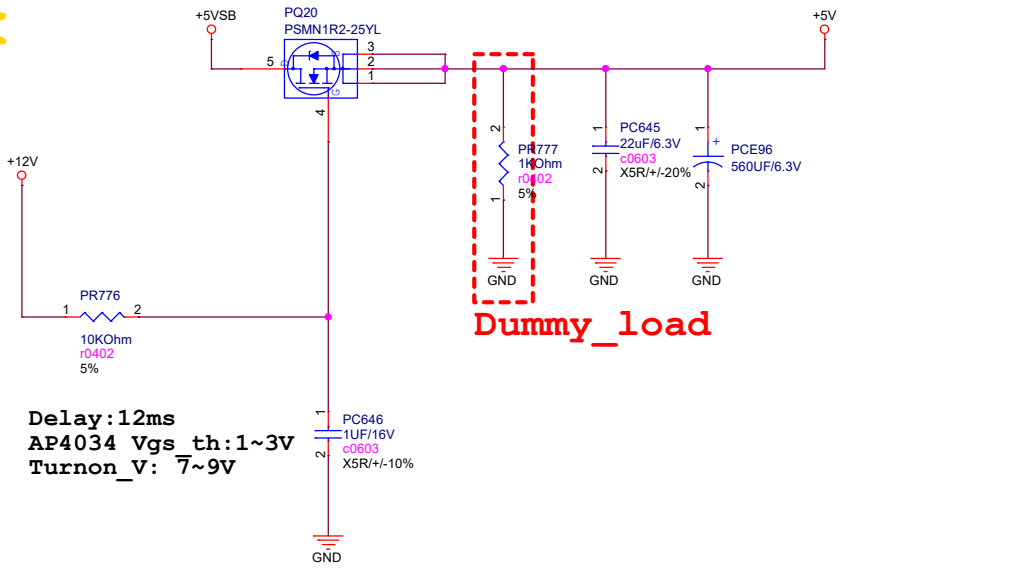 +5VSB
PQ20
PSMN1R2-25YL
+5V
5
D
S
G
3
2
1
4
+12V
2
PR777
1KOhm
r0402
5%
1
GND
1
PC645
22uF/6.3V
c0603
X5R/+/-20%
2
GND
1
+
PCE96
560UF/6.3V
2
GND
Dummy_load
PR776
1
2
10KOhm
r0402
5%
Delay:12ms
AP4034 Vgs_th:1~3V
Turnon_V: 7~9V
1
PC646
1UF/16V
c0603
X5R/+/-10%
2
GND